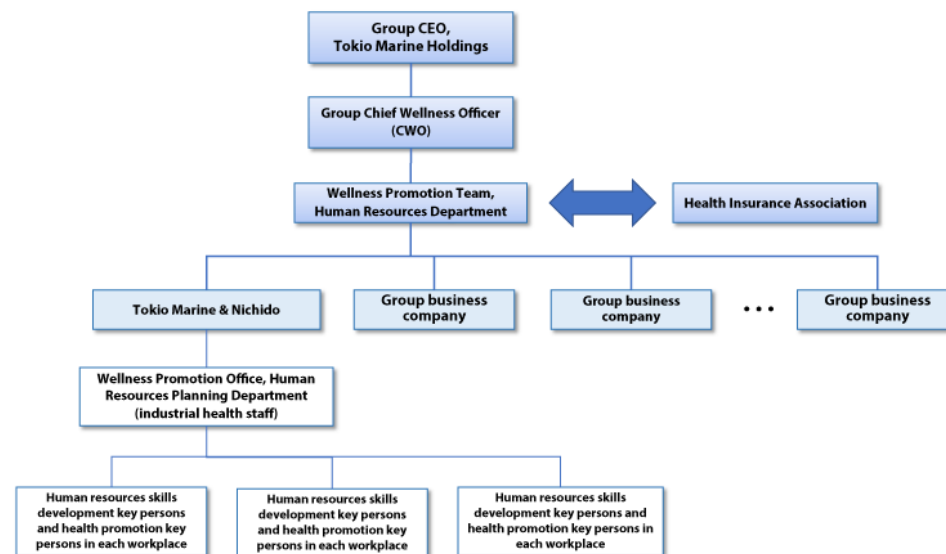 Group CEO,
Tokio Marine Holdings
Group Chief Wellness Officer
(CWO)
Wellness Promotion Team,
Human Resources Department
Health Insurance Association
Tokio Marine & Nichido
Group business
company
Group business
company
• • •
Group business
company
Wellness Promotion Office, Human
Resources Planning Department
(industrial health staff)
Human resources skills
development key persons
and health promotion key
persons in each workplace
Human resources skills
development key persons
and health promotion key
persons in each workplace
Human resources skills
development key persons and
health promotion key persons in
each workplace